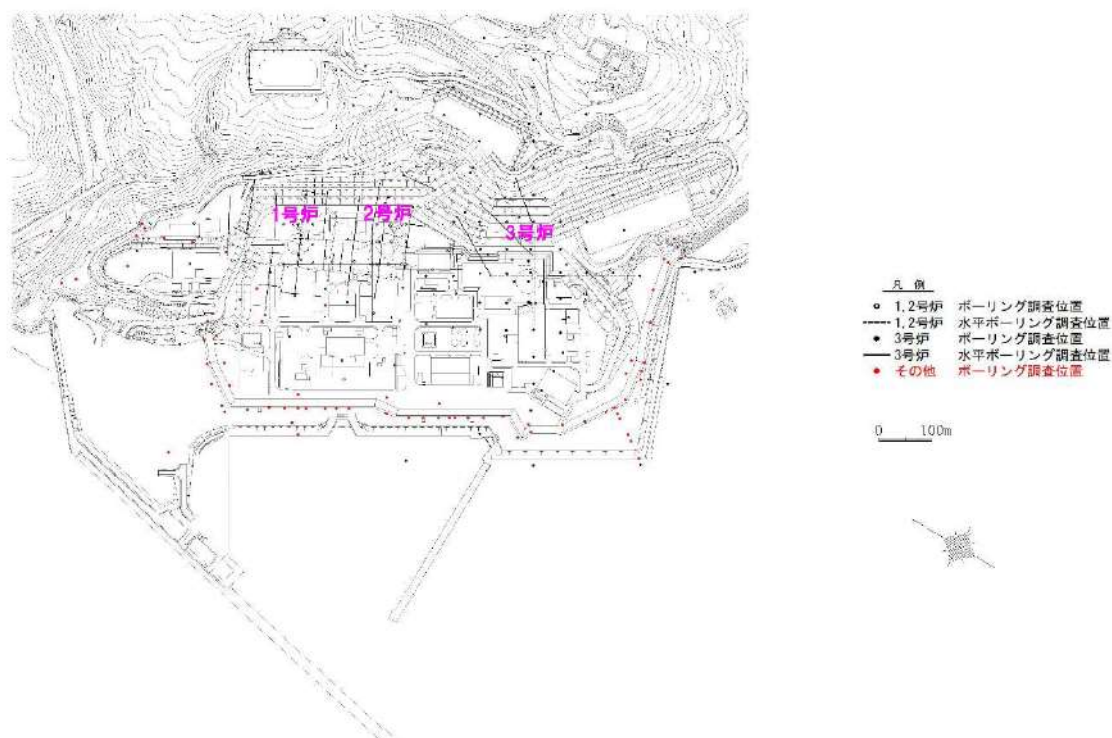 1号炉
2号炉
3号炉
凡 例
1,2号炉 ボーリング調査位置
1,2号炉 水平ボーリング調査位置
3号炉 ボーリング調査位置
3号炉 水平ボーリング調査位置
その他 ボーリング調査位置
0 100m